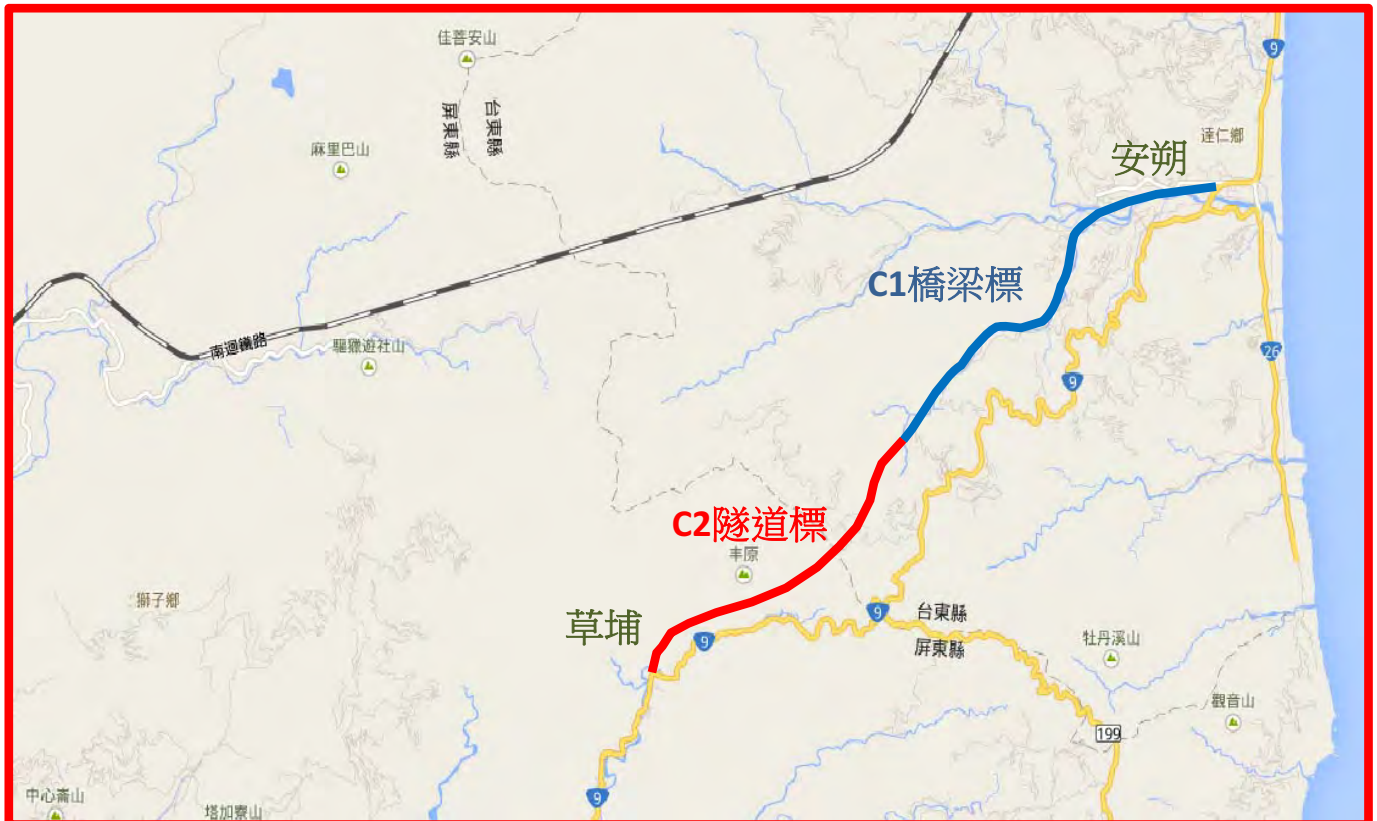 佳善安山
9
台東縣
屏東縣
麻里巴山
達仁鄉
安朔
C1橋梁標
南迴鐵路
驅獵遊社山
26
9
C2隧道標
丰原
獅子鄉
草埔
9
9
台東縣
屏東縣
牡丹溪山
觀音山
199
中心崙山
9
塔加寮山